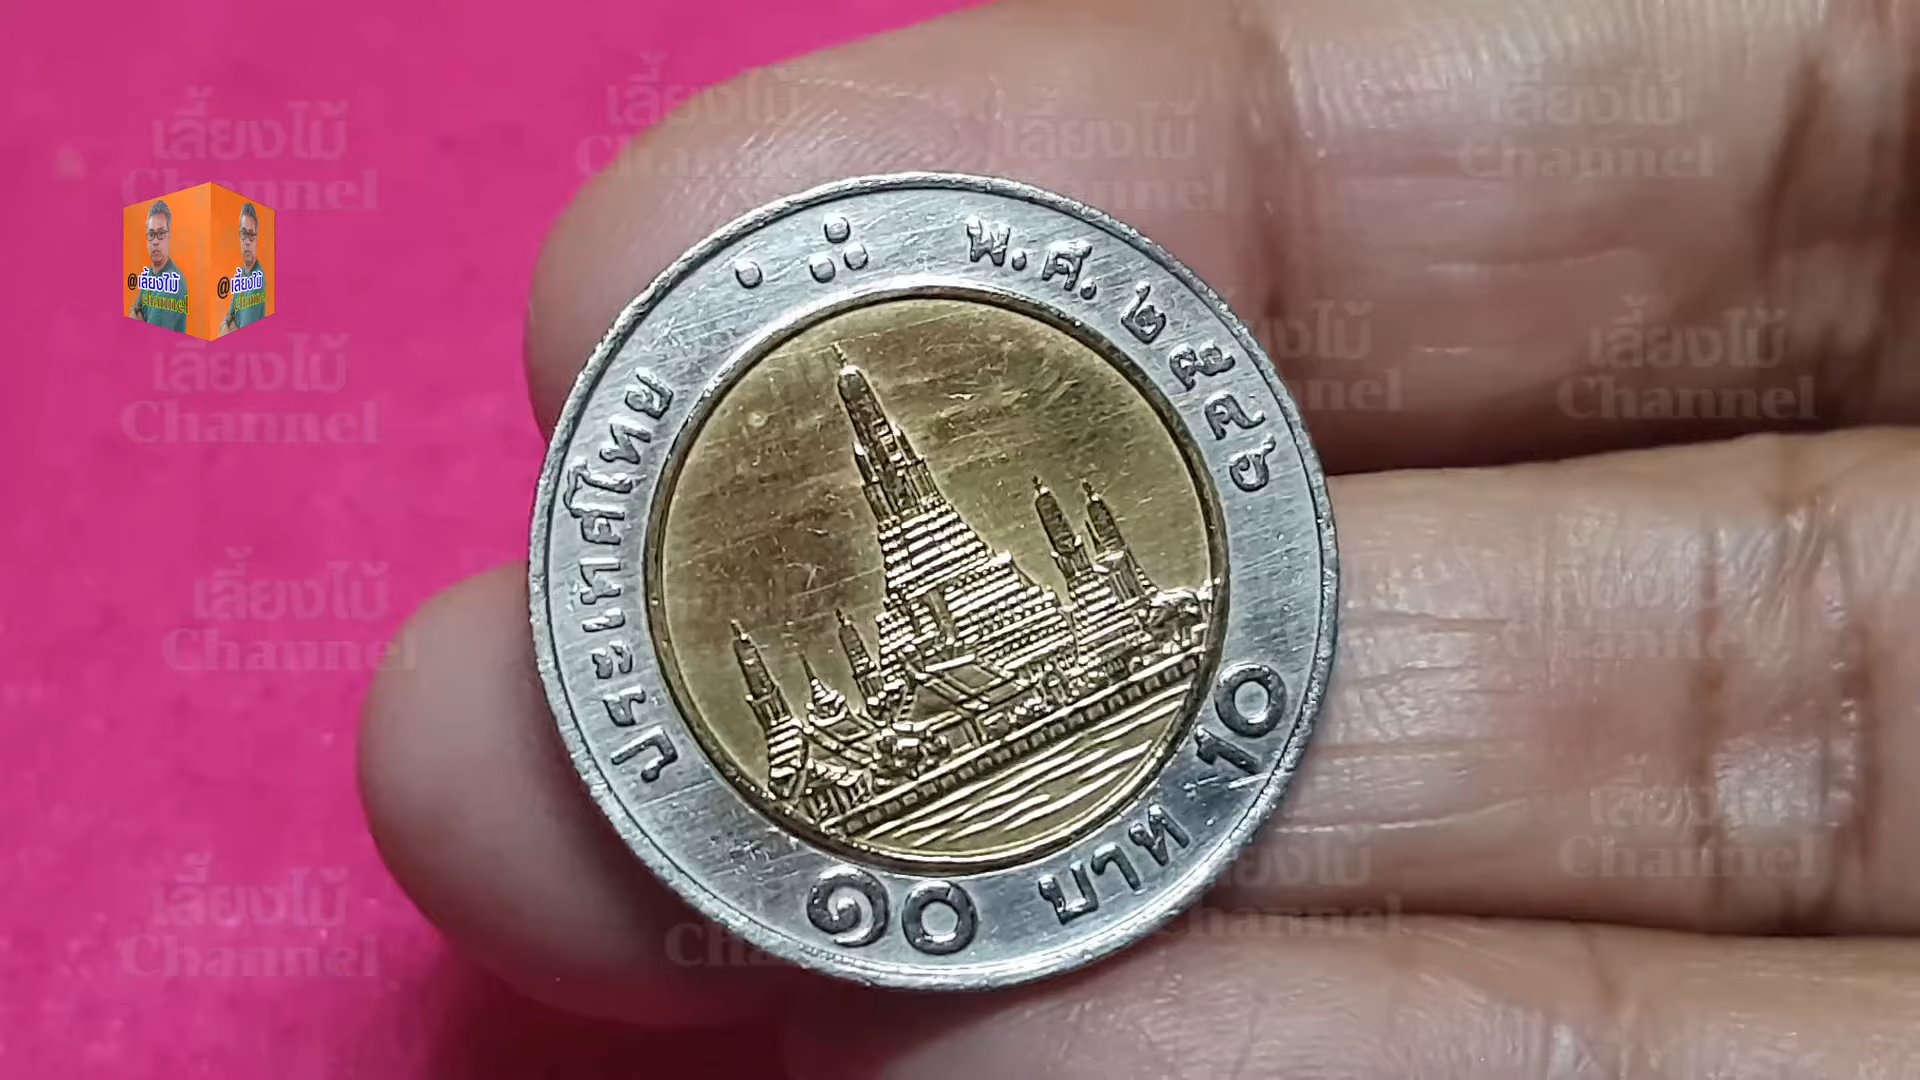 เลี้ยงไม้
Channel
@เลี้ยงไม้
channel
@เลี้ยงไม้
channel
พ.ศ. ๒๕๔๖
ประเทศไทย
๑๐ บาท 10